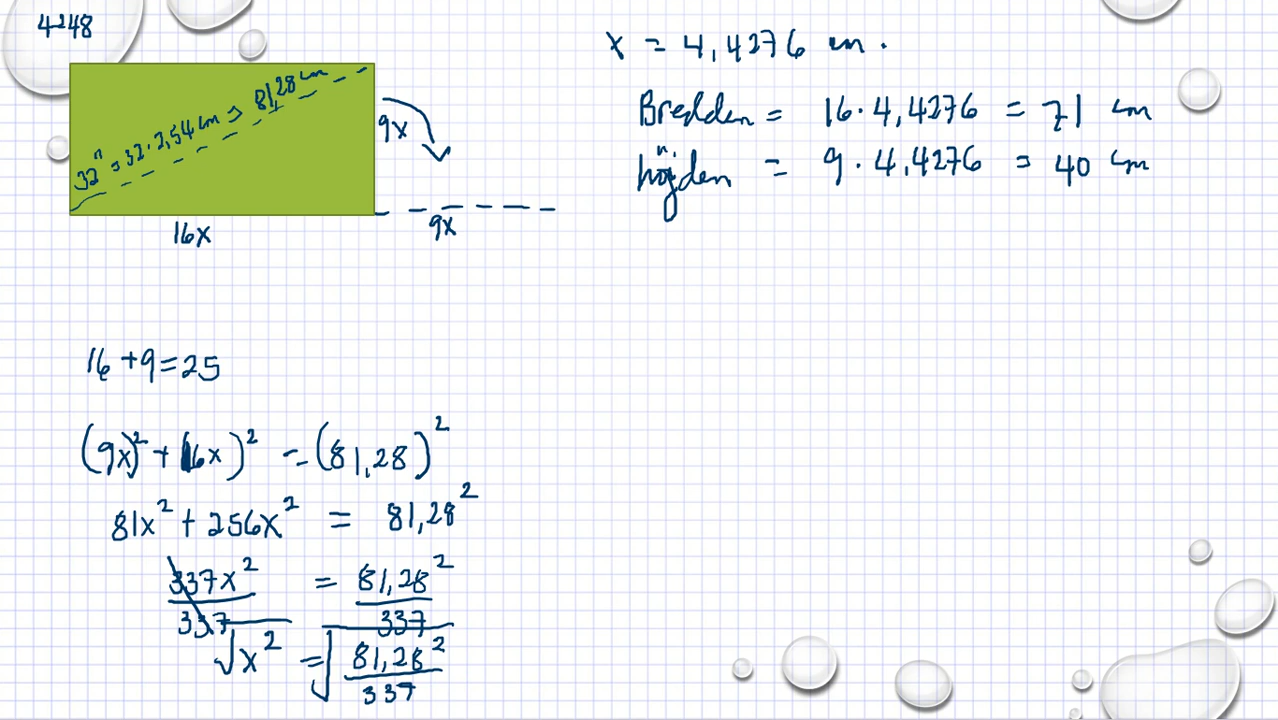 4248
32" = 32·2,54 cm => 81,28 cm
9x
9x
16x
16 + 9 = 25
(9x)² + (16x)² = (81,28)²
81x² + 256x² = 81,28²
337x²/337 = 81,28²/337
√x² = √(81,28²/337)
x = 4,4276 cm.
Bredden = 16·4,4276 = 71 cm
höjden = 9·4,4276 = 40 cm